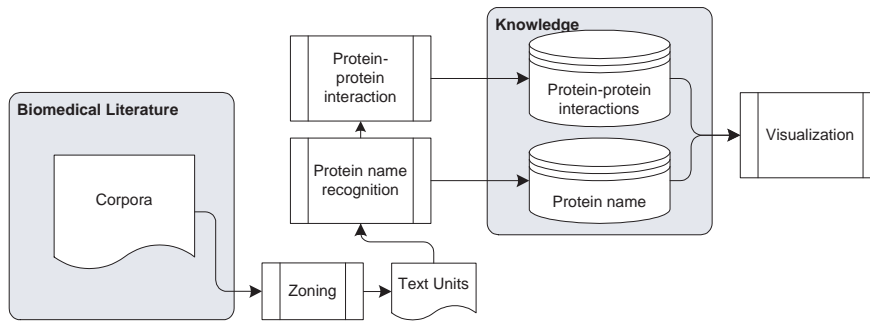 Biomedical Literature
Corpora
Zoning
Text Units
Protein name
recognition
Protein-
protein
interaction
Knowledge
Protein-protein
interactions
Protein name
Visualization